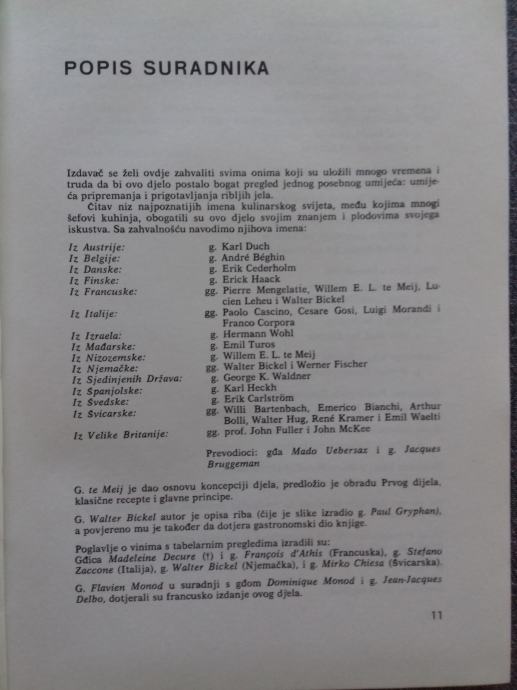 POPIS SURADNIKA
Izdavač se želi ovdje zahvaliti svima onima koji su uložili mnogo vremena i
truda da bi ovo djelo postalo bogat pregled jednog posebnog umijeća: umije-
ća pripremanja i prigotavljanja ribljih jela.
Čitav niz najpoznatijih imena kulinarskog svijeta, među kojima mnogi
šefovi kuhinja, obogatili su ovo djelo svojim znanjem i plodovima svojega
iskustva. Sa zahvalnošću navodimo njihova imena:
Iz Austrije: g. Karl Duch
Iz Belgije: g. André Béghin
Iz Danske: g. Erik Cederholm
Iz Finske: g. Erick Haack
Iz Francuske: gg. Pierre Mengelatie, Willem E. L. te Meij, Lu-
cien Leheu i Walter Bickel
Iz Italije: gg. Paolo Cascino, Cesare Gosi, Luigi Morandi i
Franco Corpora
Iz Izraela: g. Hermann Wohl
Iz Mađarske: g. Emil Turos
Iz Nizozemske: g. Willem E. L. te Meij
Iz Njemačke: gg. Walter Bickel i Werner Fischer
Iz Sjedinjenih Država: g. George K. Waldner
Iz Španjolske: g. Karl Heckh
Iz Švedske: g. Erik Carlström
Iz Švicarske: gg. Willi Bartenbach, Emerico Bianchi, Arthur
Bolli, Walter Hug, René Kramer i Emil Waelti
Iz Velike Britanije: gg. prof. John Fuller i John McKee
Prevodioci: gđa Mado Uebersax i g. Jacques
Bruggeman
G. te Meij je dao osnovu koncepciji djela, predložio je obradu Prvog dijela,
klasične recepte i glavne principe.
G. Walter Bickel autor je opisa riba (čije je slike izradio g. Paul Gryphan),
a povjereno mu je također da dotjera gastronomski dio knjige.
Poglavlje o vinima s tabelarnim pregledima izradili su:
Gđica Madeleine Decure (†) i g. François d'Athis (Francuska), g. Stefano
Zaccone (Italija), g. Walter Bickel (Njemačka), i g. Mirko Chiesa (Švicarska).
G. Flavien Monod u suradnji s gđom Dominique Monod i g. Jean-Jacques
Delbo, dotjerali su francusko izdanje ovog djela.
11